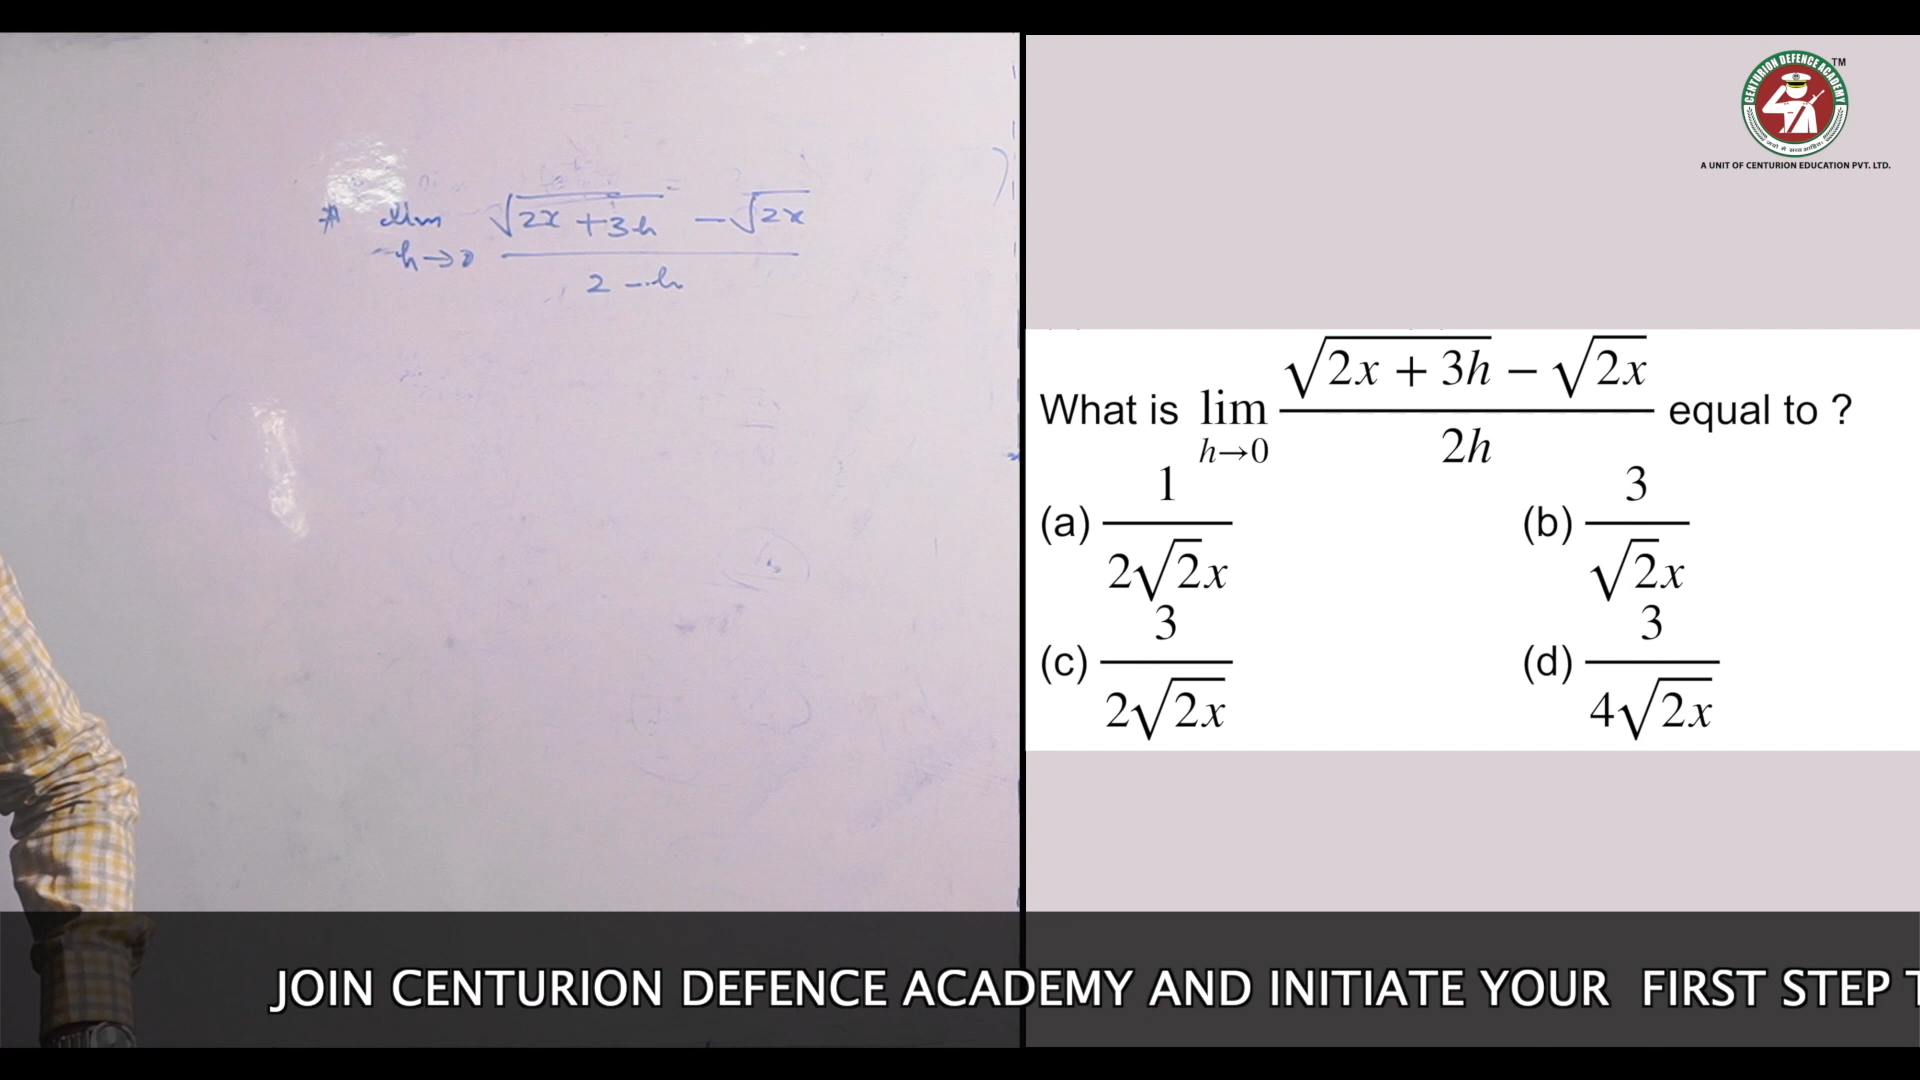 * lim √(2x + 3h) - √(2x)
h→0 2 - h
CENTURION DEFENCE ACADEMY
TM
A UNIT OF CENTURION EDUCATION PVT. LTD.
What is lim h→0 (√(2x + 3h) − √(2x)) / 2h equal to ?
(a) 1 / (2√2x) (b) 3 / (√2x)
(c) 3 / (2√(2x)) (d) 3 / (4√(2x))
JOIN CENTURION DEFENCE ACADEMY AND INITIATE YOUR FIRST STEP T